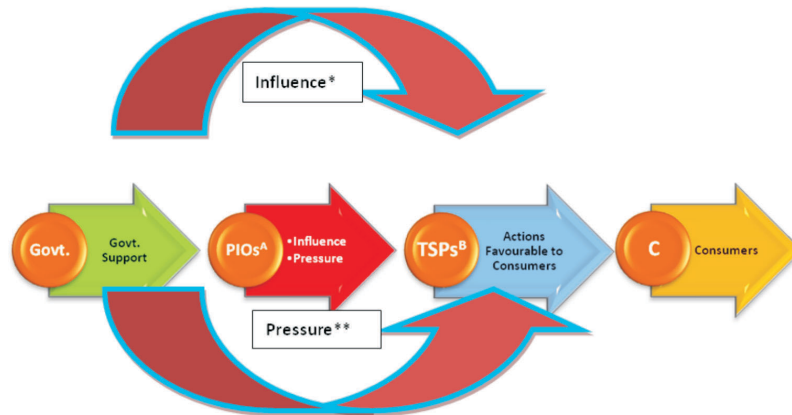 Influence*
Govt.
Govt.
Support
PIOsᴬ
•Influence
•Pressure
TSPsᴮ
Actions
Favourable to
Consumers
C
Consumers
Pressure**